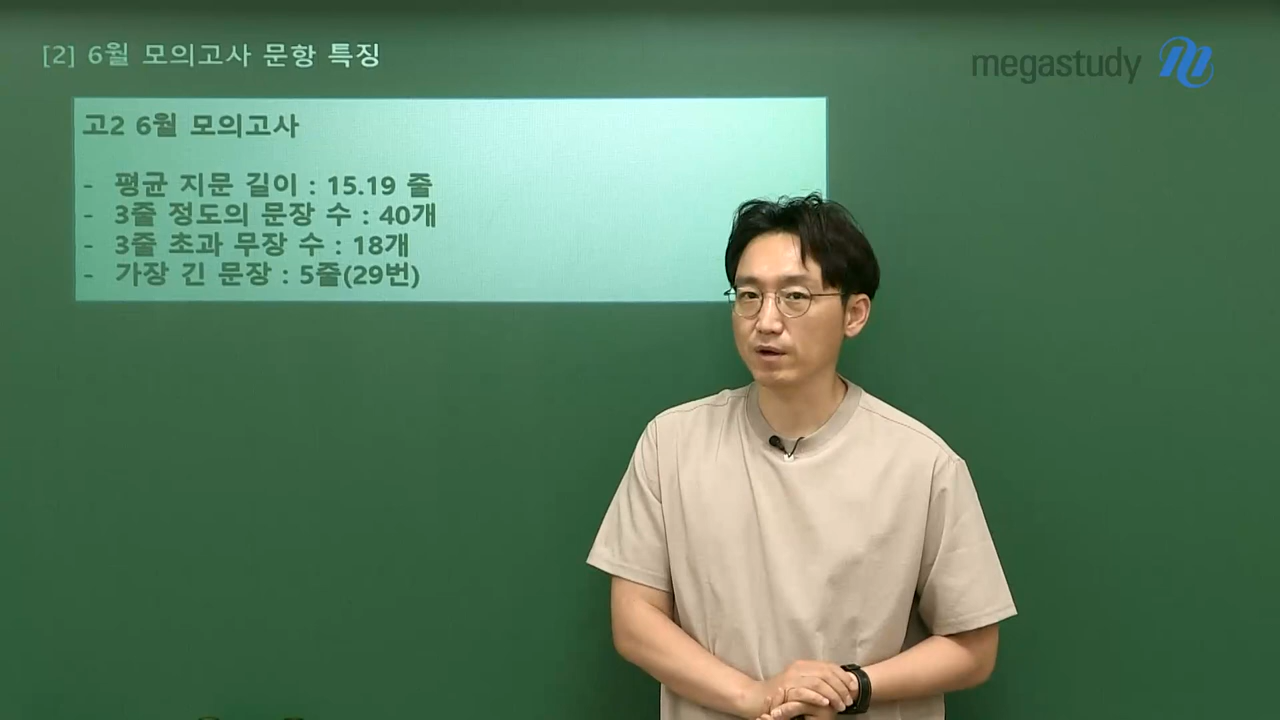 [2] 6월 모의고사 문항 특징
megastudy
고2 6월 모의고사
- 평균 지문 길이 : 15.19 줄
- 3줄 정도의 문장 수 : 40개
- 3줄 초과 무장 수 : 18개
- 가장 긴 문장 : 5줄(29번)